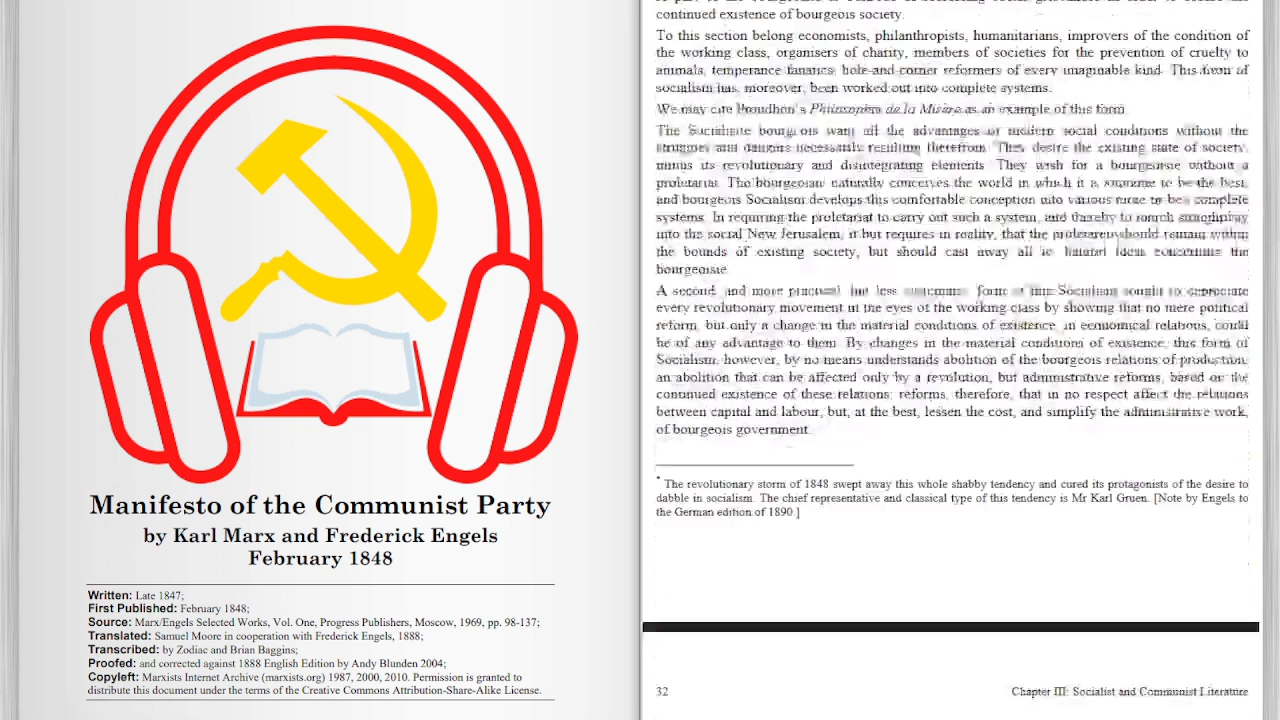 Manifesto of the Communist Party
by Karl Marx and Frederick Engels
February 1848
Written: Late 1847;
First Published: February 1848;
Source: Marx/Engels Selected Works, Vol. One, Progress Publishers, Moscow, 1969, pp. 98-137;
Translated: Samuel Moore in cooperation with Frederick Engels, 1888;
Transcribed: by Zodiac and Brian Baggins;
Proofed: and corrected against 1888 English Edition by Andy Blunden 2004;
Copyleft: Marxists Internet Archive (marxists.org) 1987, 2000, 2010. Permission is granted to
distribute this document under the terms of the Creative Commons Attribution-Share-Alike License.
continued existence of bourgeois society.
To this section belong economists, philanthropists, humanitarians, improvers of the condition of
the working class, organisers of charity, members of societies for the prevention of cruelty to
animals, temperance fanatics, hole-and-corner reformers of every imaginable kind. This form of
socialism has, moreover, been worked out into complete systems.
We may cite Proudhon's Philosophie de la Misère as an example of this form.
The bourgeois want all the advantages of modern social conditions without the
struggles and dangers necessarily resulting therefrom. They desire the existing state of society,
minus its revolutionary and disintegrating elements. They wish for a bourgeoisie without a
proletariat. The bourgeoisie naturally conceives the world in which it is supreme to be the best;
and bourgeois Socialism develops this comfortable conception into various more or less complete
systems. In requiring the proletariat to carry out such a system, and thereby to march
into the social New Jerusalem, it but requires in reality, that the proletariat should remain within
the bounds of existing society, but should cast away all its ideas concerning the
bourgeoisie.
A second, and more practical, but less form of this Socialism sought to depreciate
every revolutionary movement in the eyes of the working class by showing that no mere political
reform, but only a change in the material conditions of existence, in economical relations, could
be of any advantage to them. By changes in the material conditions of existence, this form of
Socialism, however, by no means understands abolition of the bourgeois relations of production,
an abolition that can be affected only by a revolution, but administrative reforms, based on the
continued existence of these relations; reforms, therefore, that in no respect affect the relations
between capital and labour, but, at the best, lessen the cost, and simplify the administrative work,
of bourgeois government.
* The revolutionary storm of 1848 swept away this whole shabby tendency and cured its protagonists of the desire to
dabble in socialism. The chief representative and classical type of this tendency is Mr Karl Gruen. [Note by Engels to
the German edition of 1890.]
32 Chapter III: Socialist and Communist Literature